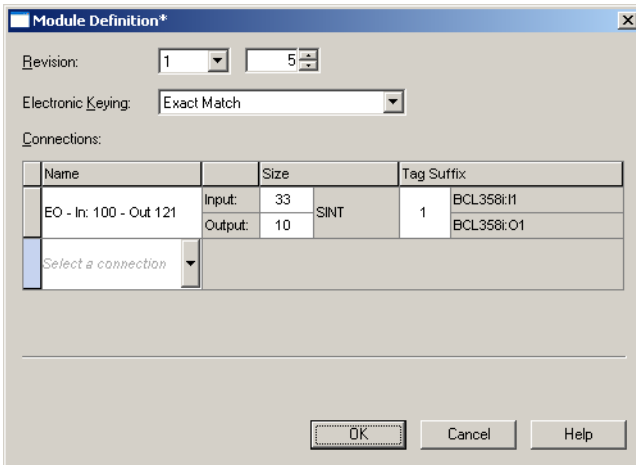 Module Definition*
Revision: 1 5
Electronic Keying: Exact Match
Connections:
Name Size Tag Suffix
EO - In: 100 - Out 121 Input: 33 SINT 1 BCL358i:I1
Output: 10 BCL358i:O1
Select a connection
OK Cancel Help